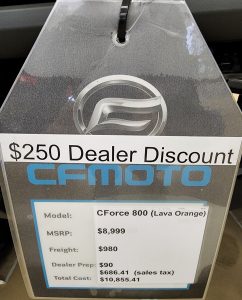 $250 Dealer Discount
CFMOTO
Model: CForce 800 (Lava Orange)
MSRP: $8,999
Freight: $980
Dealer Prep: $90
$686.41 (sales tax)
Total Cost: $10,855.41